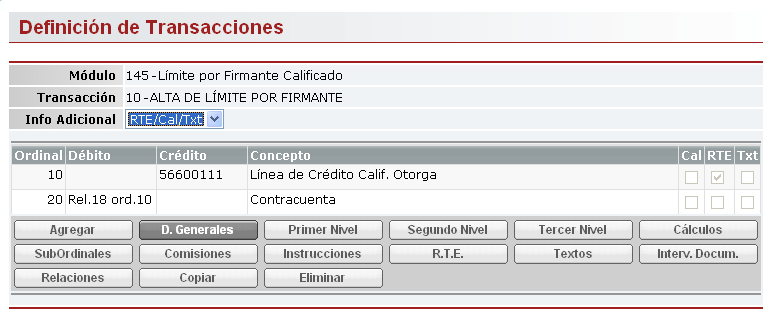 Definición de Transacciones
Módulo 145-Límite por Firmante Calificado
Transacción 10-ALTA DE LÍMITE POR FIRMANTE
Info Adicional RTE/Cal/Txt
Ordinal Débito Crédito Concepto Cal RTE Txt
10 56600111 Línea de Crédito Calif. Otorga
20 Rel.18 ord.10 Contracuenta
Agregar D. Generales Primer Nivel Segundo Nivel Tercer Nivel Cálculos
SubOrdinales Comisiones Instrucciones R.T.E. Textos Interv. Docum.
Relaciones Copiar Eliminar